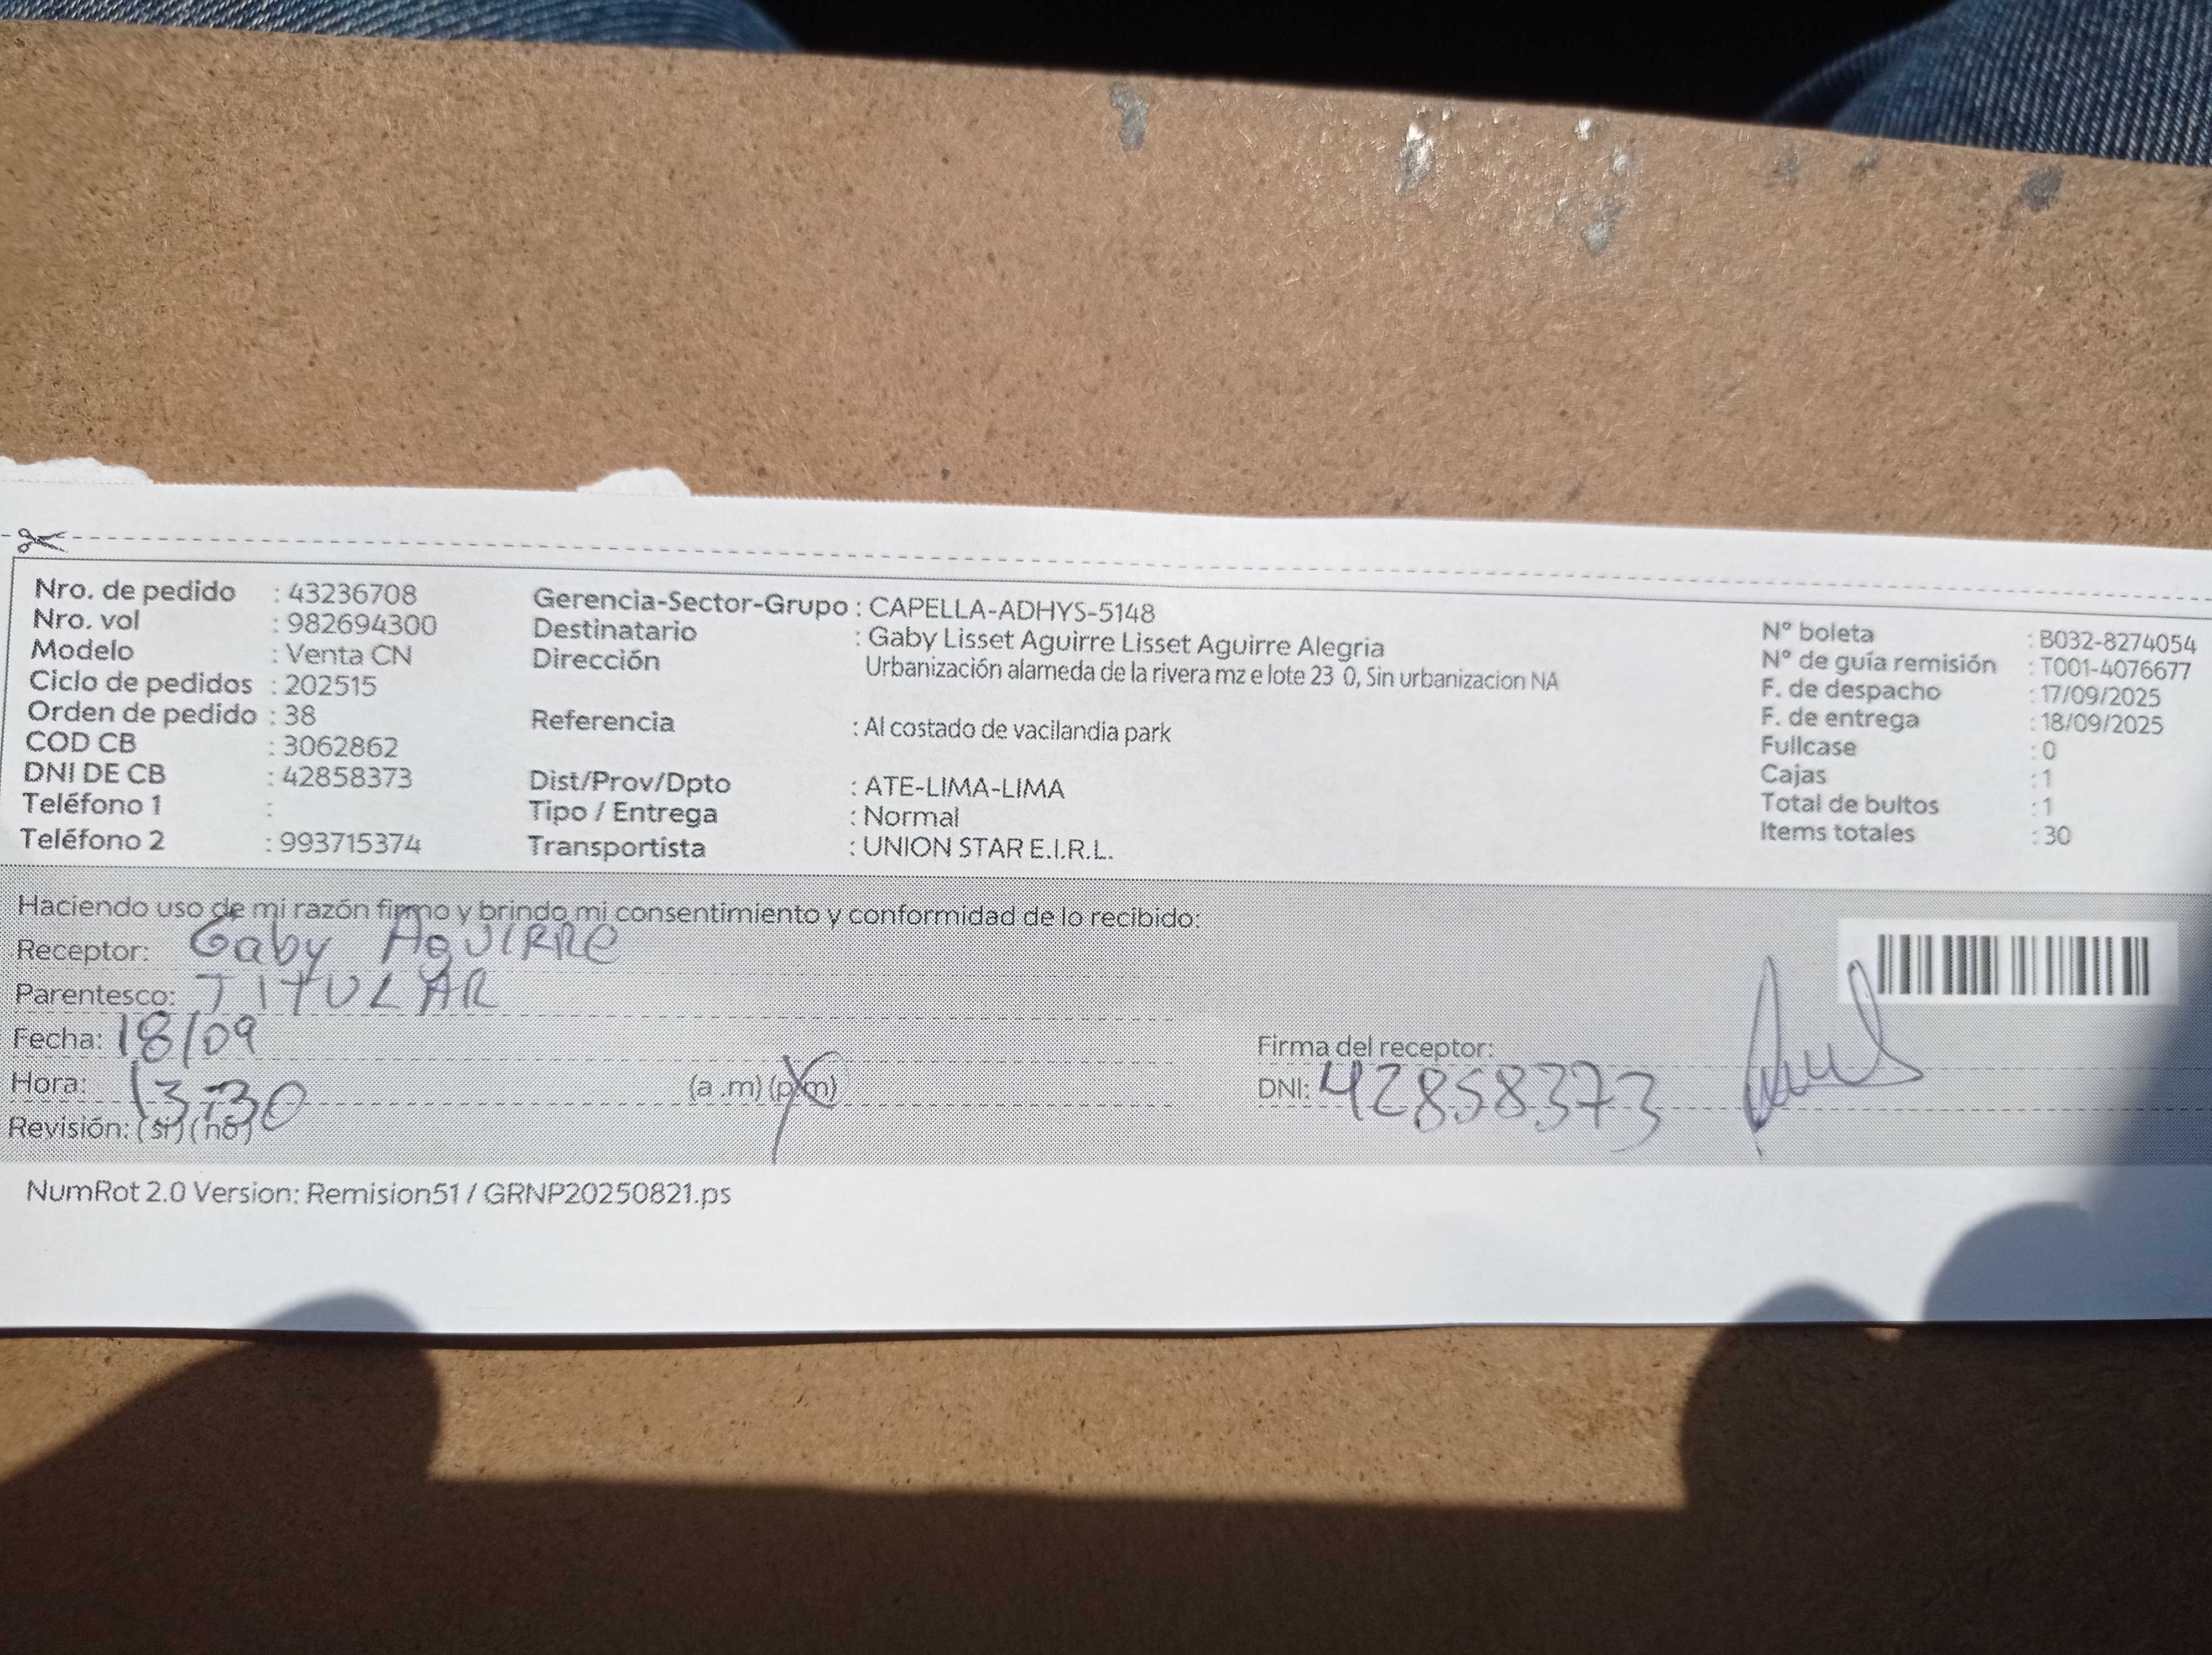 Nro. de pedido : 43236708
Nro. vol : 982694300
Modelo : Venta CN
Ciclo de pedidos : 202515
Orden de pedido : 38
COD CB : 3062862
DNI DE CB : 42858373
Teléfono 1 :
Teléfono 2 : 993715374
Gerencia-Sector-Grupo : CAPELLA-ADHYS-5148
Destinatario : Gaby Lisset Aguirre Lisset Aguirre Alegria
Dirección Urbanización alameda de la rivera mz e lote 23 0, Sin urbanizacion NA
Referencia : Al costado de vacilandia park
Dist/Prov/Dpto : ATE-LIMA-LIMA
Tipo / Entrega : Normal
Transportista : UNION STAR E.I.R.L.
N° boleta : B032-8274054
N° de guía remisión : T001-4076677
F. de despacho : 17/09/2025
F. de entrega : 18/09/2025
Fullcase : 0
Cajas : 1
Total de bultos : 1
Items totales : 30
Haciendo uso de mi razón firmo y brindo mi consentimiento y conformidad de lo recibido:
Receptor: Gaby AguIRRe
Parentesco: TITULAR
Fecha: 18/09
Hora: 13:30 (a .m) (p.m)
Revisión: (si) (no)
Firma del receptor:
DNI: 42858373
NumRot 2.0 Version: Remision51 / GRNP20250821.ps